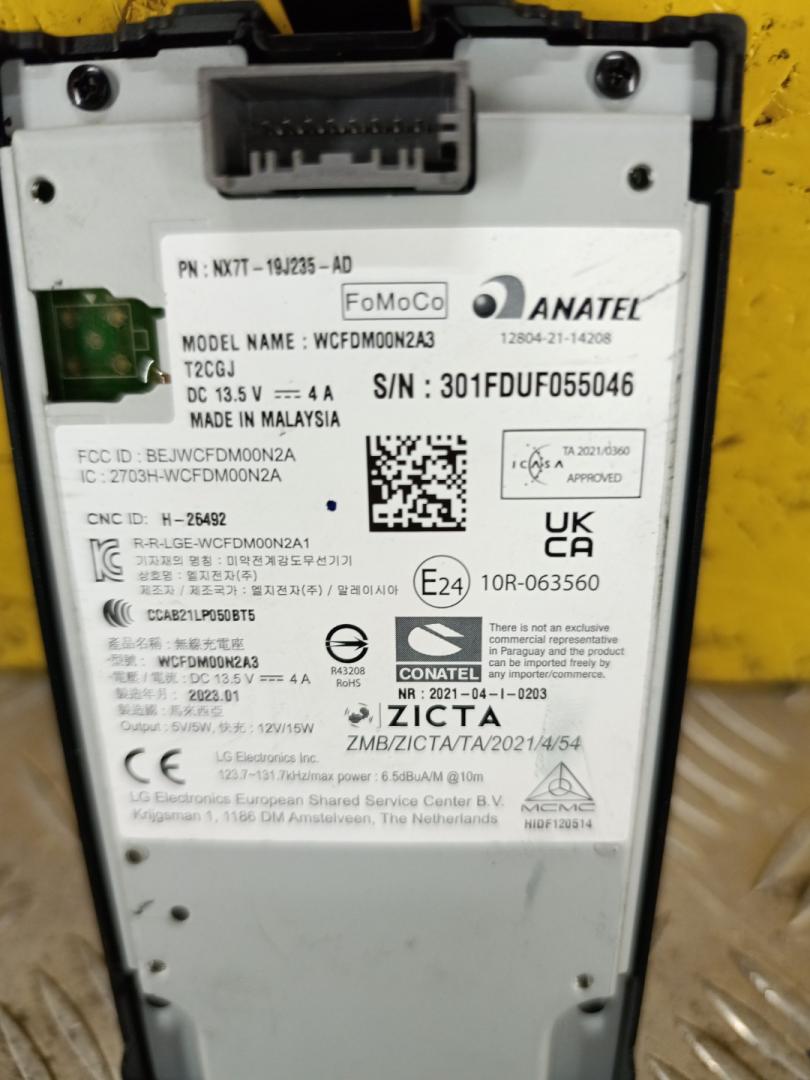 PN : NX7T-19J235-AD
FoMoCo
ANATEL
12804-21-14208
MODEL NAME : WCFDM00N2A3
T2CGJ
DC 13.5 V ⎓ 4 A
S/N : 301FDUF055046
MADE IN MALAYSIA
FCC ID : BEJWCFDM00N2A
IC : 2703H-WCFDM00N2A
ICASA
TA 2021/0360
APPROVED
CNC ID: H-25492
UK
CA
R-R-LGE-WCFDM00N2A1
기자재의 명칭 : 미약전계강도무선기기
상호명 : 엘지전자(주)
제조자 / 제조국가 : 엘지전자(주) / 말레이시아
E24
10R-063560
CCAB21LP050BT5
產品名稱 : 無線充電座
型號 : WCFDM00N2A3
電壓 / 電流 : DC 13.5V ⎓ 4 A
製造年月 : 2023.01
製造國 : 馬來西亞
Output : 5V/5W, 快充 : 12V/15W
R43208
RoHS
CONATEL
There is not an exclusive
commercial representative
in Paraguay and the product
can be imported freely by
any importer/commerce.
NR : 2021-04-I-0203
ZICTA
ZMB/ZICTA/TA/2021/4/54
CE
LG Electronics Inc.
123.7~131.7kHz/max power : 6.5dBuA/M @10m
LG Electronics European Shared Service Center B.V.
Krijgsman 1, 1186 DM Amstelveen, The Netherlands
MCMC
HIDF120514